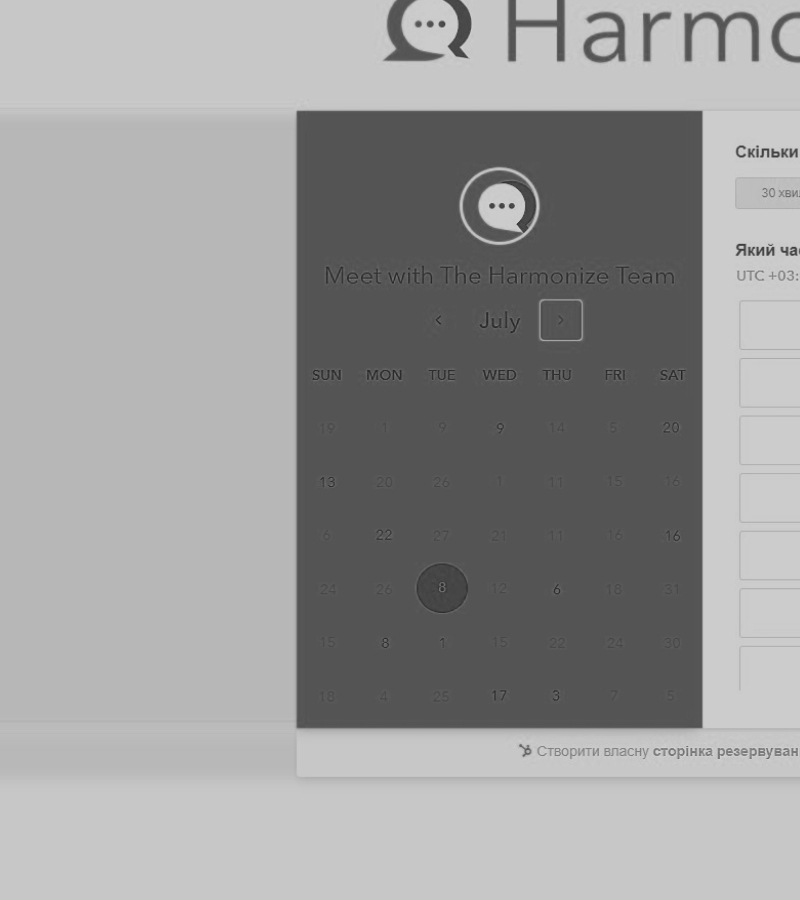 Harmo
Meet with The Harmonize Team
July
SUN MON TUE WED THU FRI SAT
19 1 9 9 14 5 20
13 20 26 1 11 15 16
6 22 27 21 11 16 16
24 26 8 12 6 18 31
15 8 1 15 22 24 30
18 4 25 17 3 7 5
Скільки
30 хви
Який ча
UTC +03:
Створити власну сторінка резервуван